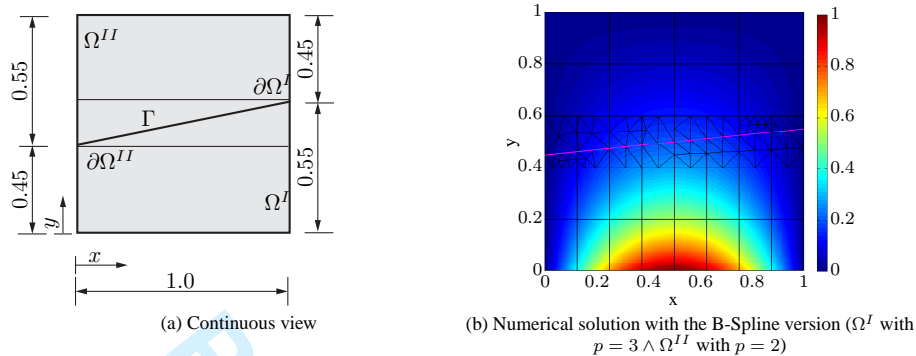 Ω^{II}
∂Ω^I
Γ
∂Ω^{II}
Ω^I
0.55
0.45
0.45
0.55
y
x
1.0
(a) Continuous view
1
0.8
0.6
0.4
0.2
0
y
0 0.2 0.4 0.6 0.8 1
x
1
0.8
0.6
0.4
0.2
0
(b) Numerical solution with the B-Spline version (Ω^I with
p = 3 ∧ Ω^{II} with p = 2)